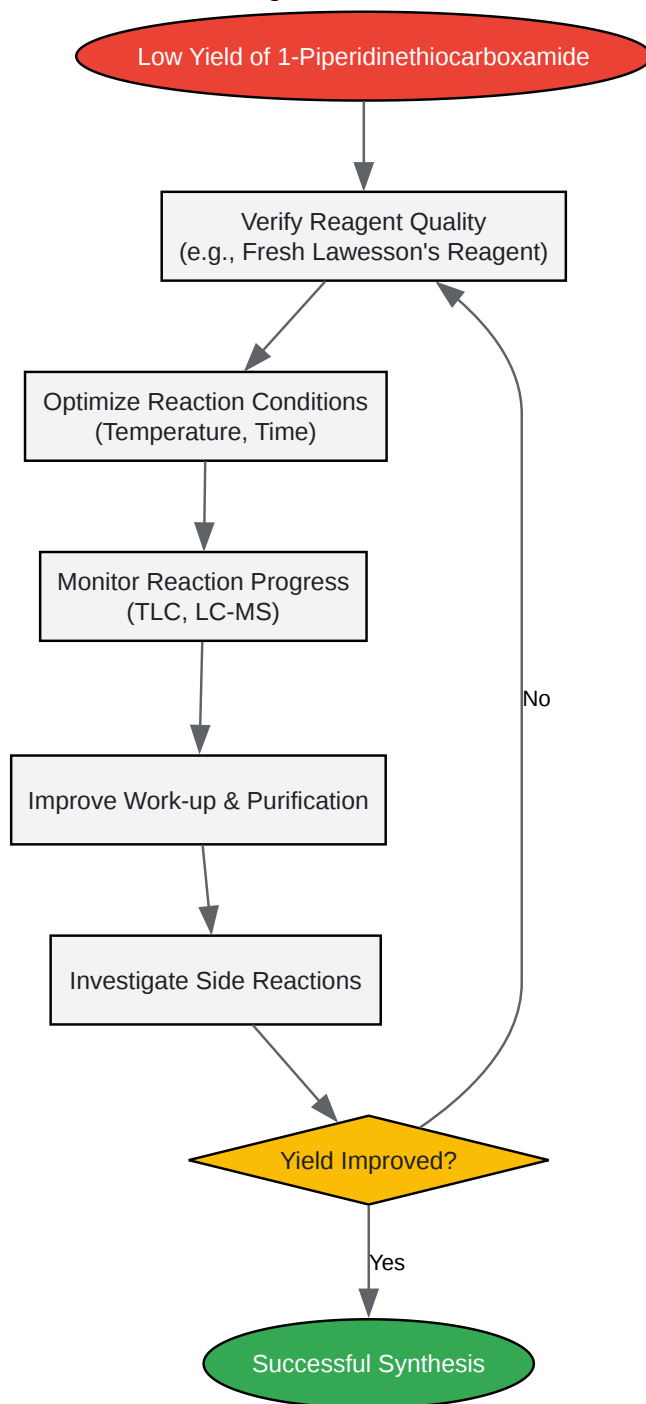 Low Yield of 1-Piperidinethiocarboxamide
Verify Reagent Quality
(e.g., Fresh Lawesson's Reagent)
Optimize Reaction Conditions
(Temperature, Time)
Monitor Reaction Progress
(TLC, LC-MS)
No
Improve Work-up & Purification
Investigate Side Reactions
Yield Improved?
Yes
Successful Synthesis